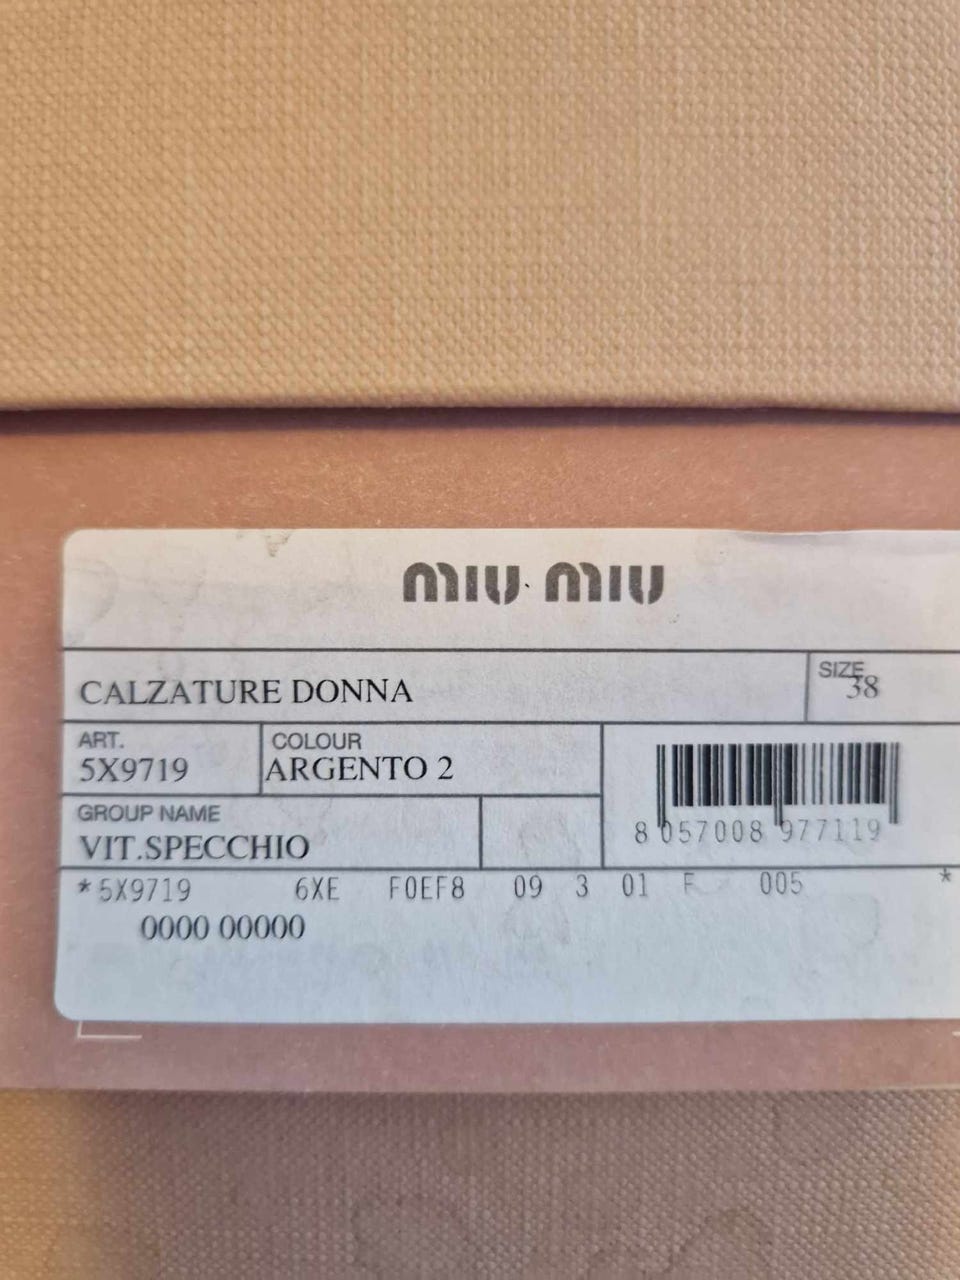 miu miu
CALZATURE DONNA
SIZE
38
ART.
5X9719
COLOUR
ARGENTO 2
GROUP NAME
VIT.SPECCHIO
8 057008 977119
*5X9719 6XE F0EF8 09 3 01 F 005 *
0000 00000